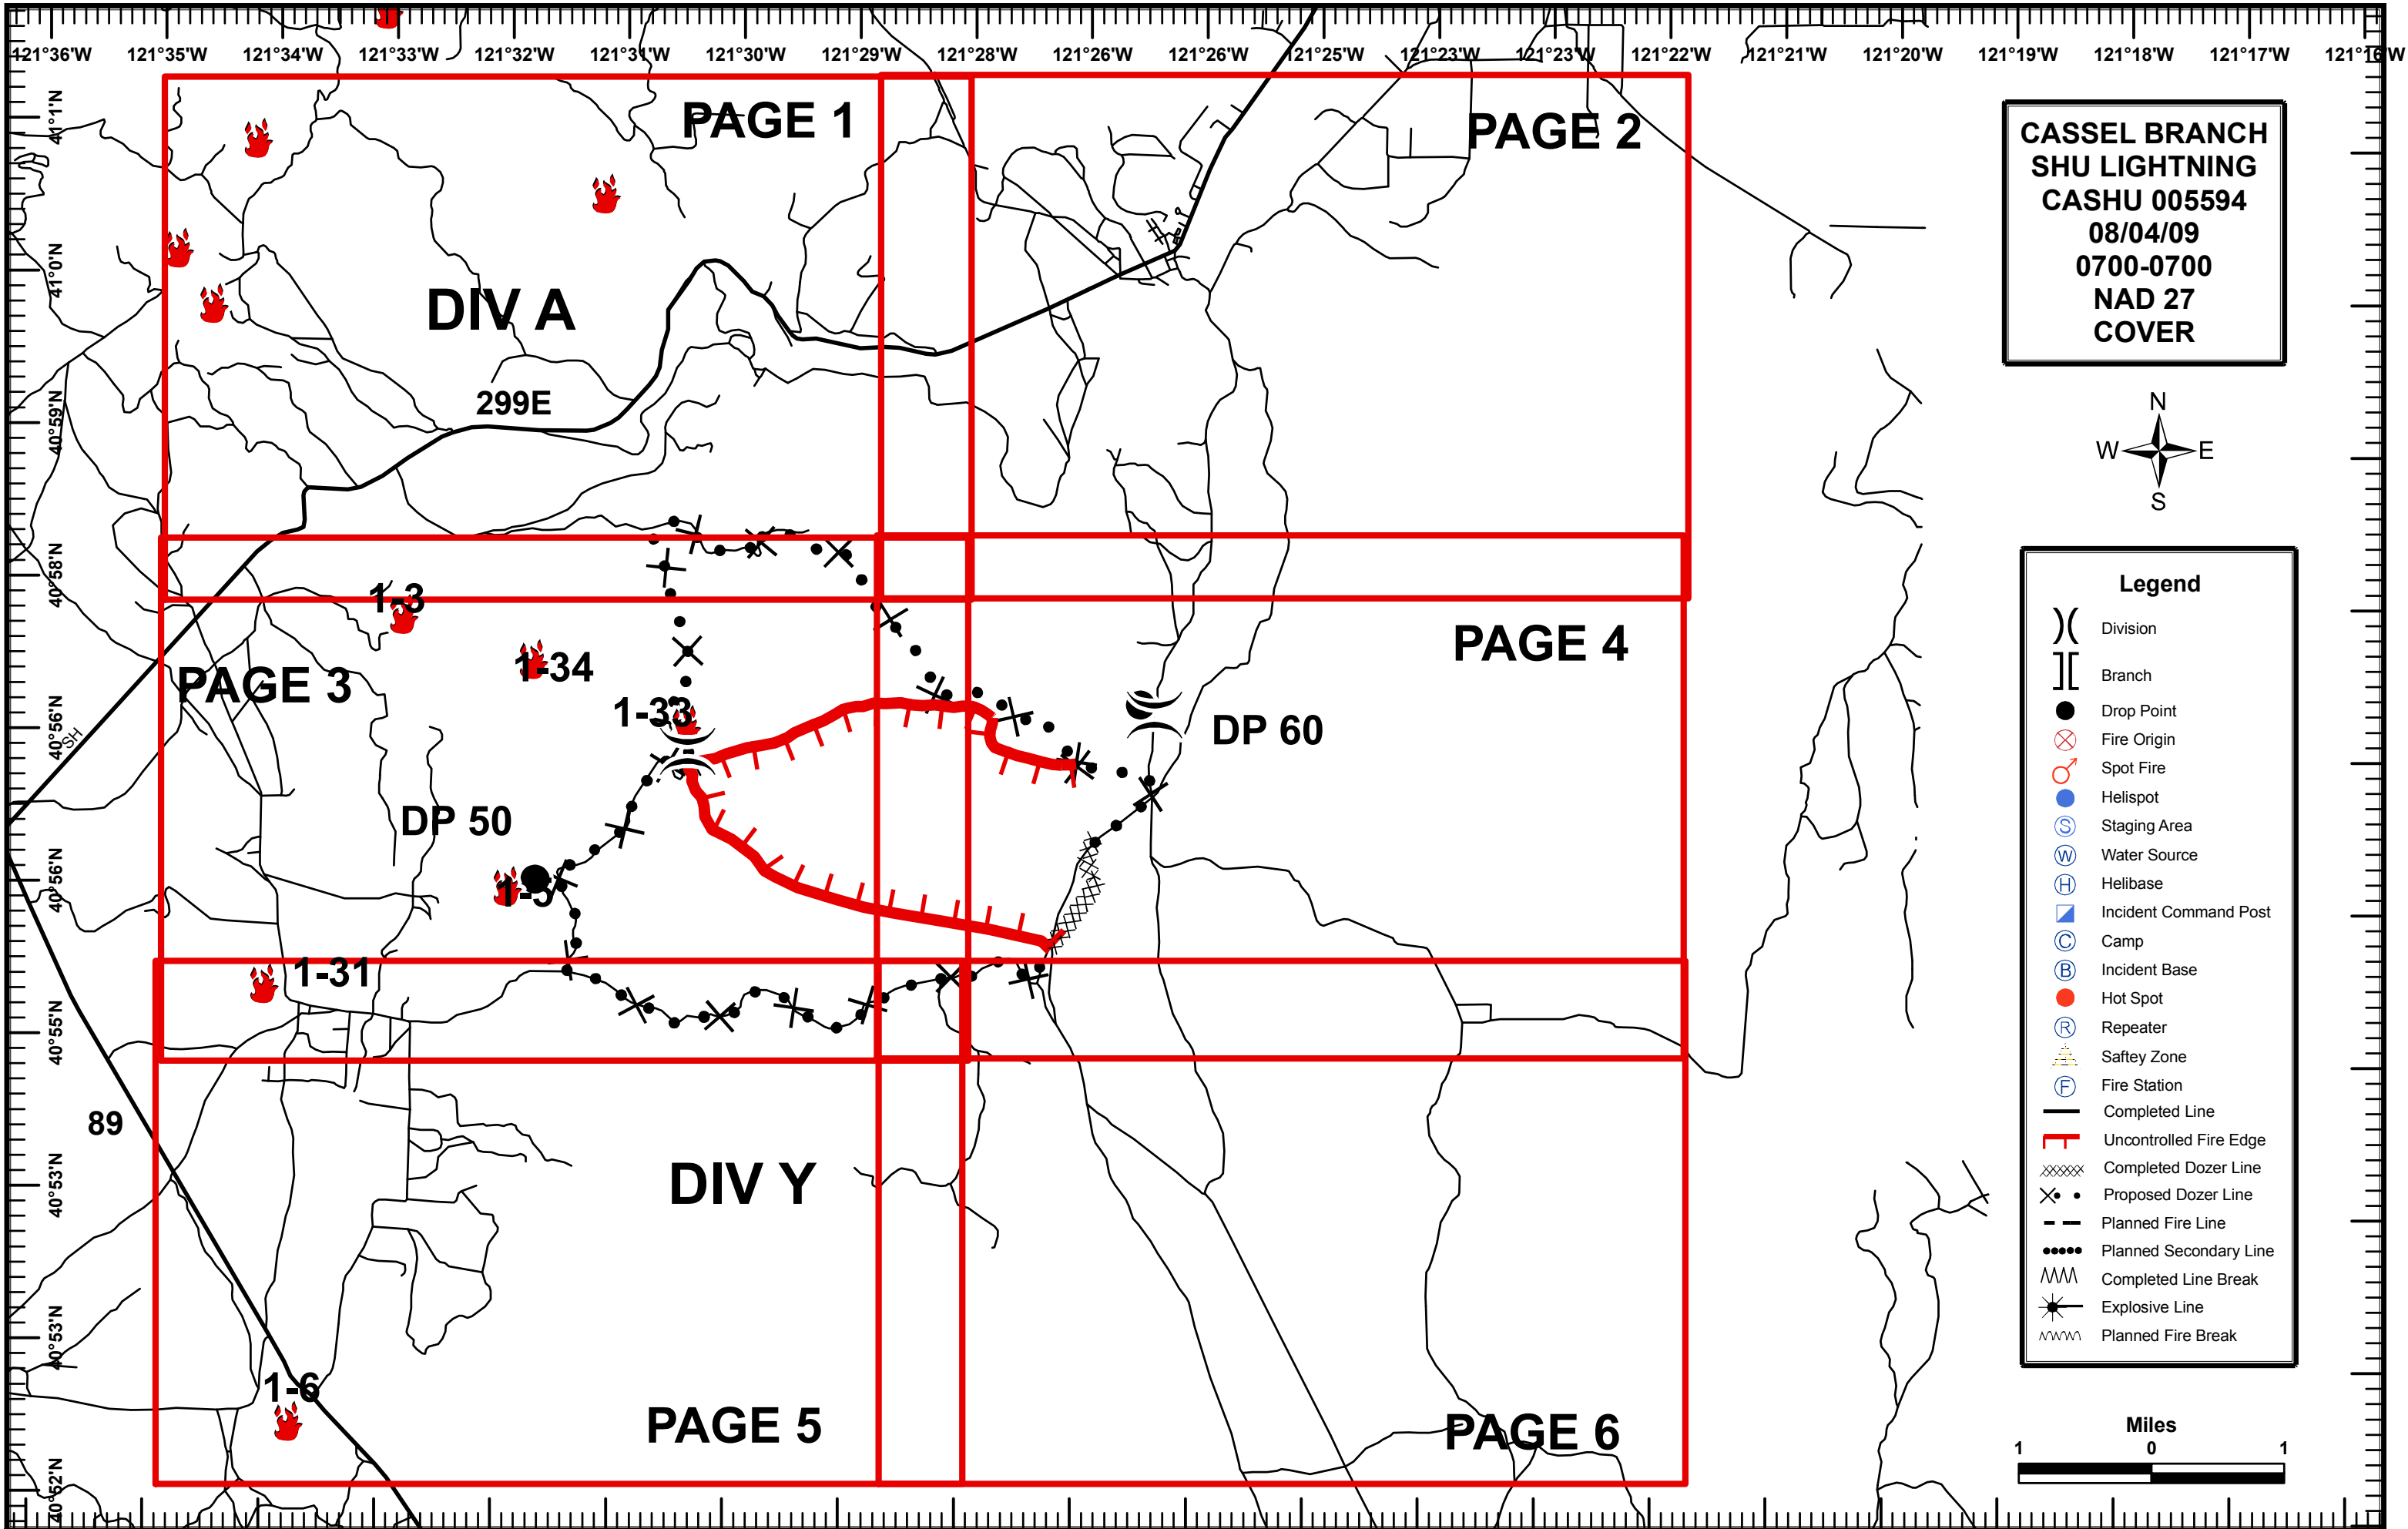 121°36'W 121°35'W 121°34'W 121°33'W 121°32'W 121°31'W 121°30'W 121°29'W 121°28'W 121°26'W 121°26'W 121°25'W 121°23'W 121°23'W 121°22'W 121°21'W 121°20'W 121°19'W 121°18'W 121°17'W 121°16'W
41°1'N
41°0'N
40°59'N
40°58'N
40°56'N
40°56'N
40°55'N
40°53'N
40°53'N
40°52'N
PAGE 1
PAGE 2
DIV A
299E
1-3
1-34
PAGE 3
1-33
PAGE 4
SH
DP 60
DP 50
1-5
1-31
89
DIV Y
1-6
PAGE 5
PAGE 6
CASSEL BRANCH
SHU LIGHTNING
CASHU 005594
08/04/09
0700-0700
NAD 27
COVER
N
W E
S
Legend
Division
Branch
Drop Point
Fire Origin
Spot Fire
Helispot
S Staging Area
W Water Source
H Helibase
Incident Command Post
C Camp
B Incident Base
Hot Spot
R Repeater
Saftey Zone
F Fire Station
Completed Line
Uncontrolled Fire Edge
Completed Dozer Line
Proposed Dozer Line
Planned Fire Line
Planned Secondary Line
Completed Line Break
Explosive Line
Planned Fire Break
Miles
1 0 1